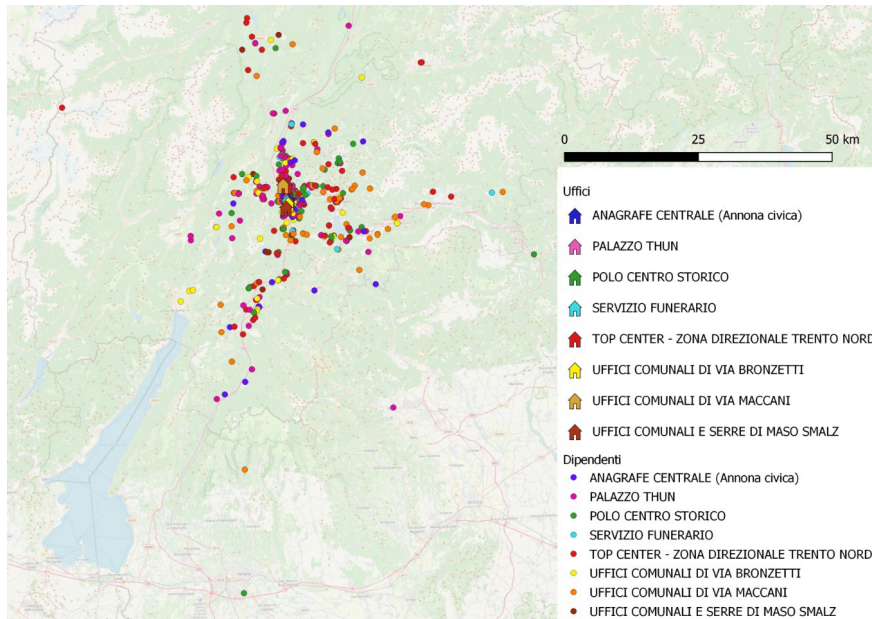 0 25 50 km
Uffici
ANAGRAFE CENTRALE (Annona civica)
PALAZZO THUN
POLO CENTRO STORICO
SERVIZIO FUNERARIO
TOP CENTER - ZONA DIREZIONALE TRENTO NORD
UFFICI COMUNALI DI VIA BRONZETTI
UFFICI COMUNALI DI VIA MACCANI
UFFICI COMUNALI E SERRE DI MASO SMALZ
Dipendenti
ANAGRAFE CENTRALE (Annona civica)
PALAZZO THUN
POLO CENTRO STORICO
SERVIZIO FUNERARIO
TOP CENTER - ZONA DIREZIONALE TRENTO NORD
UFFICI COMUNALI DI VIA BRONZETTI
UFFICI COMUNALI DI VIA MACCANI
UFFICI COMUNALI E SERRE DI MASO SMALZ